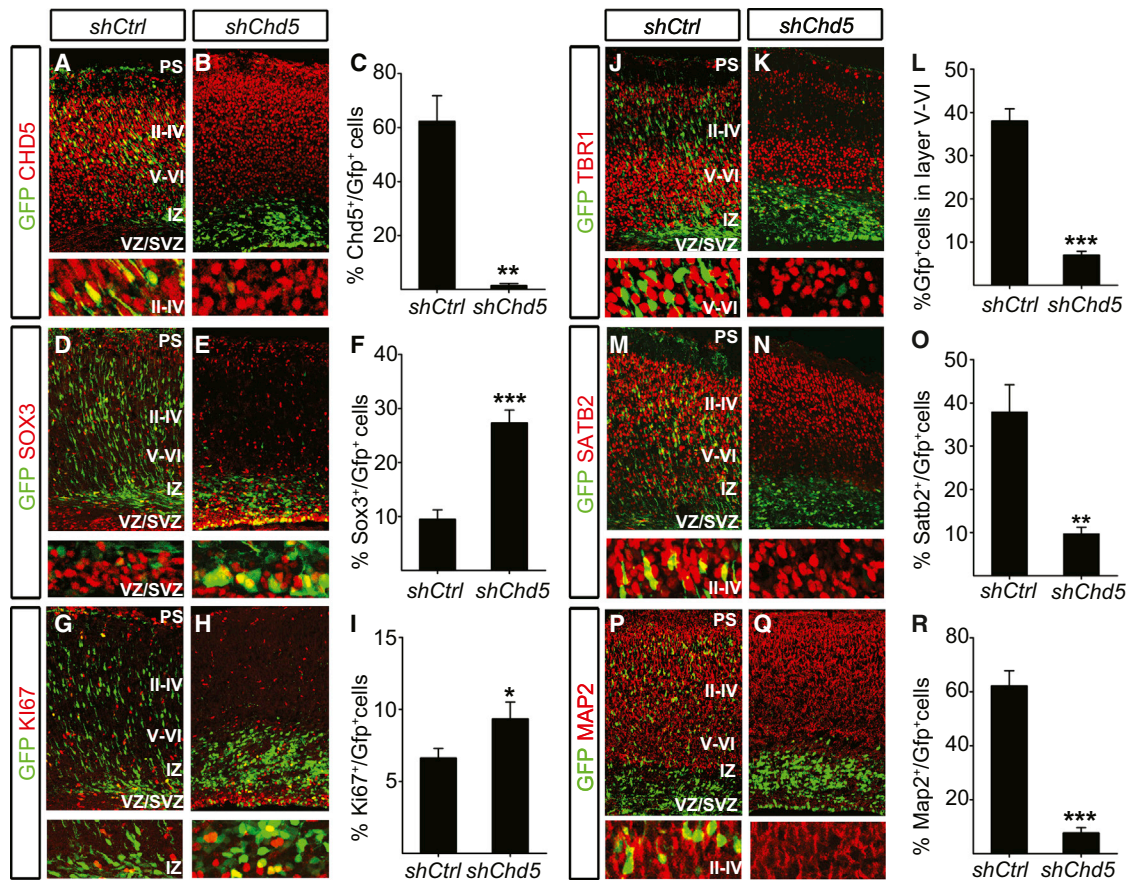 shCtrl shChd5
GFP CHD5
A PS
II-IV
V-VI
IZ
VZ/SVZ
II-IV
B
C
% Chd5+/Gfp+ cells
80
60
40
20
**
shCtrl shChd5
GFP SOX3
D PS
II-IV
V-VI
IZ
VZ/SVZ
VZ/SVZ
E
F
% Sox3+/Gfp+ cells
40
30
20
10
***
shCtrl shChd5
GFP KI67
G PS
II-IV
V-VI
IZ
VZ/SVZ
IZ
H
I
% Ki67+/Gfp+ cells
15
10
5
*
shCtrl shChd5
shCtrl shChd5
GFP TBR1
J PS
II-IV
V-VI
IZ
VZ/SVZ
V-VI
K
L
%Gfp+cells in layer V-VI
50
40
30
20
10
***
shCtrl shChd5
GFP SATB2
M PS
II-IV
V-VI
IZ
VZ/SVZ
II-IV
N
O
% Satb2+/Gfp+cells
50
40
30
20
10
**
shCtrl shChd5
GFP MAP2
P PS
II-IV
V-VI
IZ
VZ/SVZ
II-IV
Q
R
% Map2+/Gfp+cells
80
60
40
20
***
shCtrl shChd5